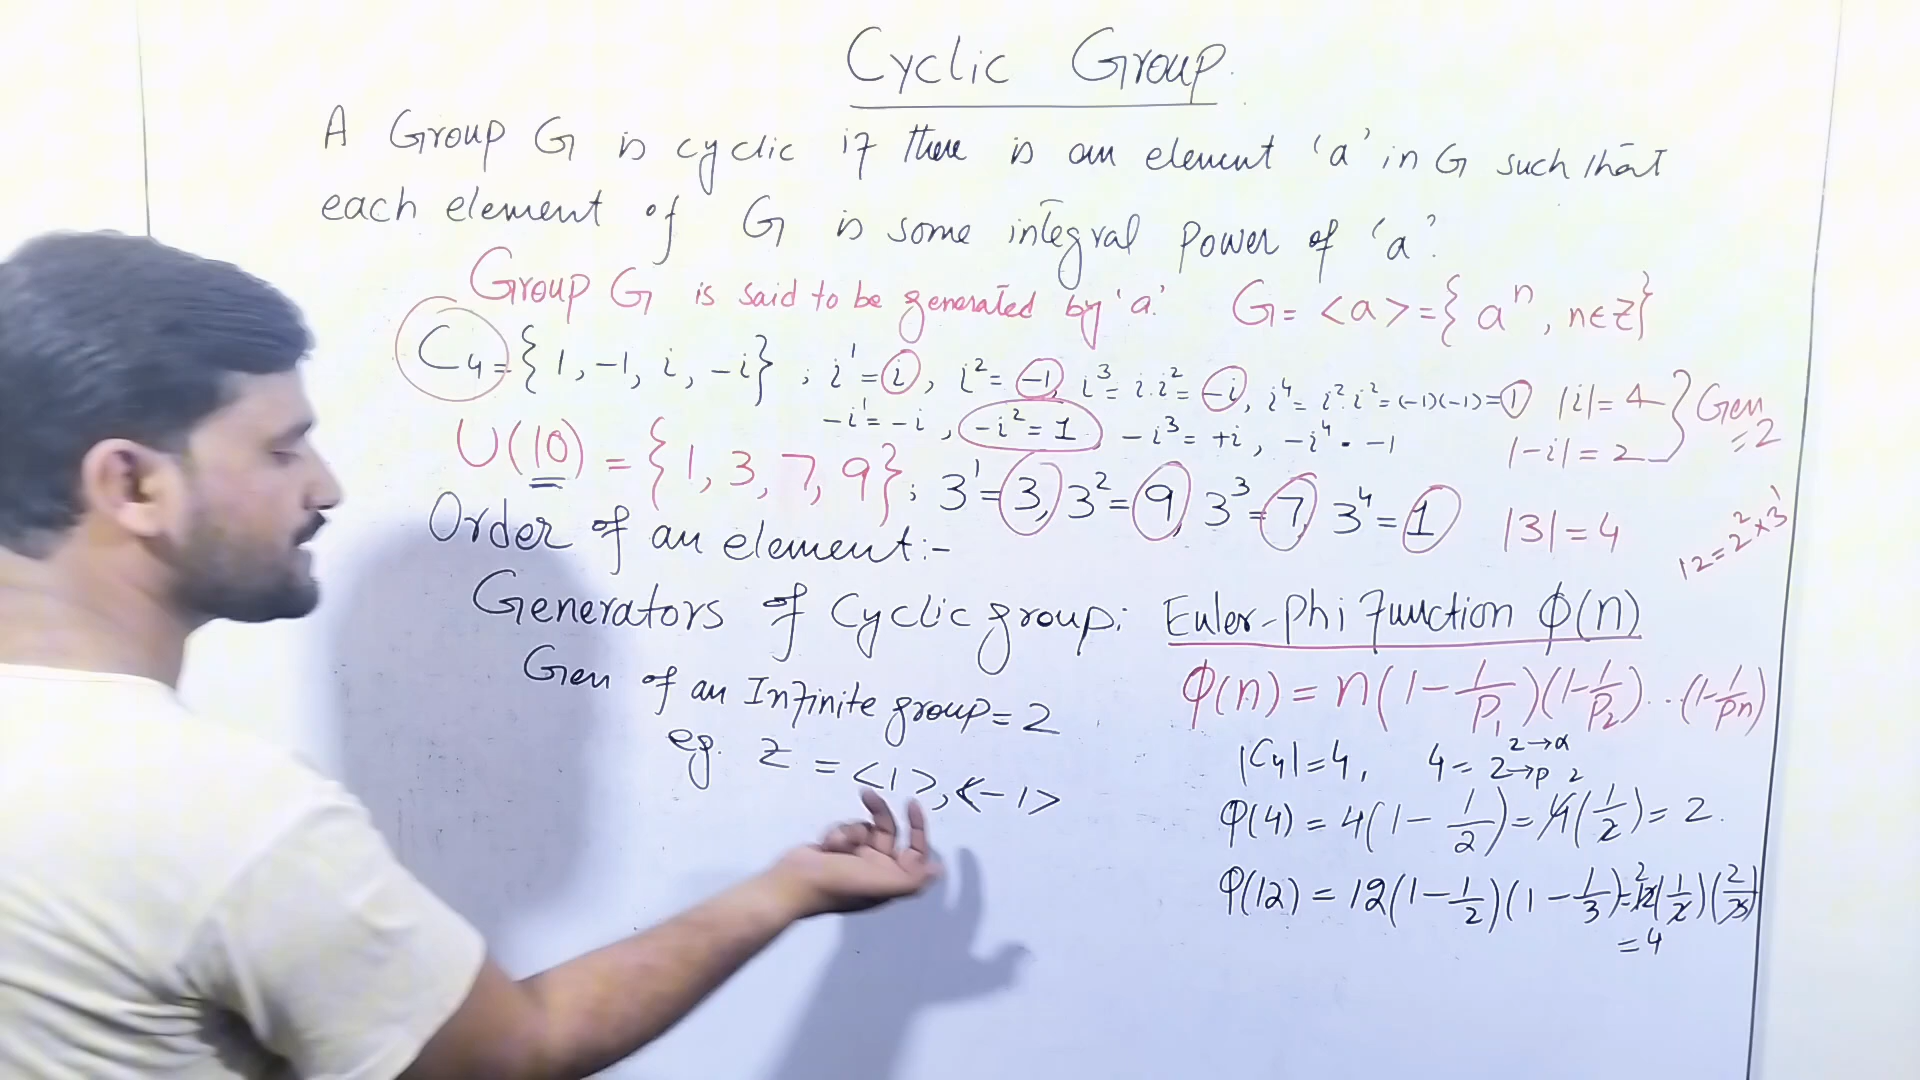 Cyclic Group.
A Group G is cyclic if there is an element 'a' in G such that
each element of G is some integral Power of 'a'.
Group G is said to be generated by 'a'. G = <a> = { aⁿ, n∈Z}
C₄ = {1, -1, i, -i} ; i¹ = i, i² = -1, i³ = i.i² = -i, i⁴ = i².i² = (-1)(-1) = 1 |i| = 4 } Gen = 2
-i¹ = -i, -i² = 1, -i³ = +i, -i⁴ = -1 |-i| = 2
U(10) = {1, 3, 7, 9} ; 3¹ = 3, 3² = 9, 3³ = 7, 3⁴ = 1 |3| = 4
12 = 2² × 3¹
Order of an element :-
Generators of Cyclic group: Euler-Phi Function Φ(n)
Gen of an Infinite group = 2
eg. Z = <1>, <-1>
Φ(n) = n(1 - 1/P₁)(1 - 1/P₂) ... (1 - 1/Pn)
|C₄| = 4, 4 = 2 2→α 2→p 2
φ(4) = 4(1 - 1/2) = 4(1/2) = 2.
φ(12) = 12(1 - 1/2)(1 - 1/3) = 12(1/2)(2/3)
= 4